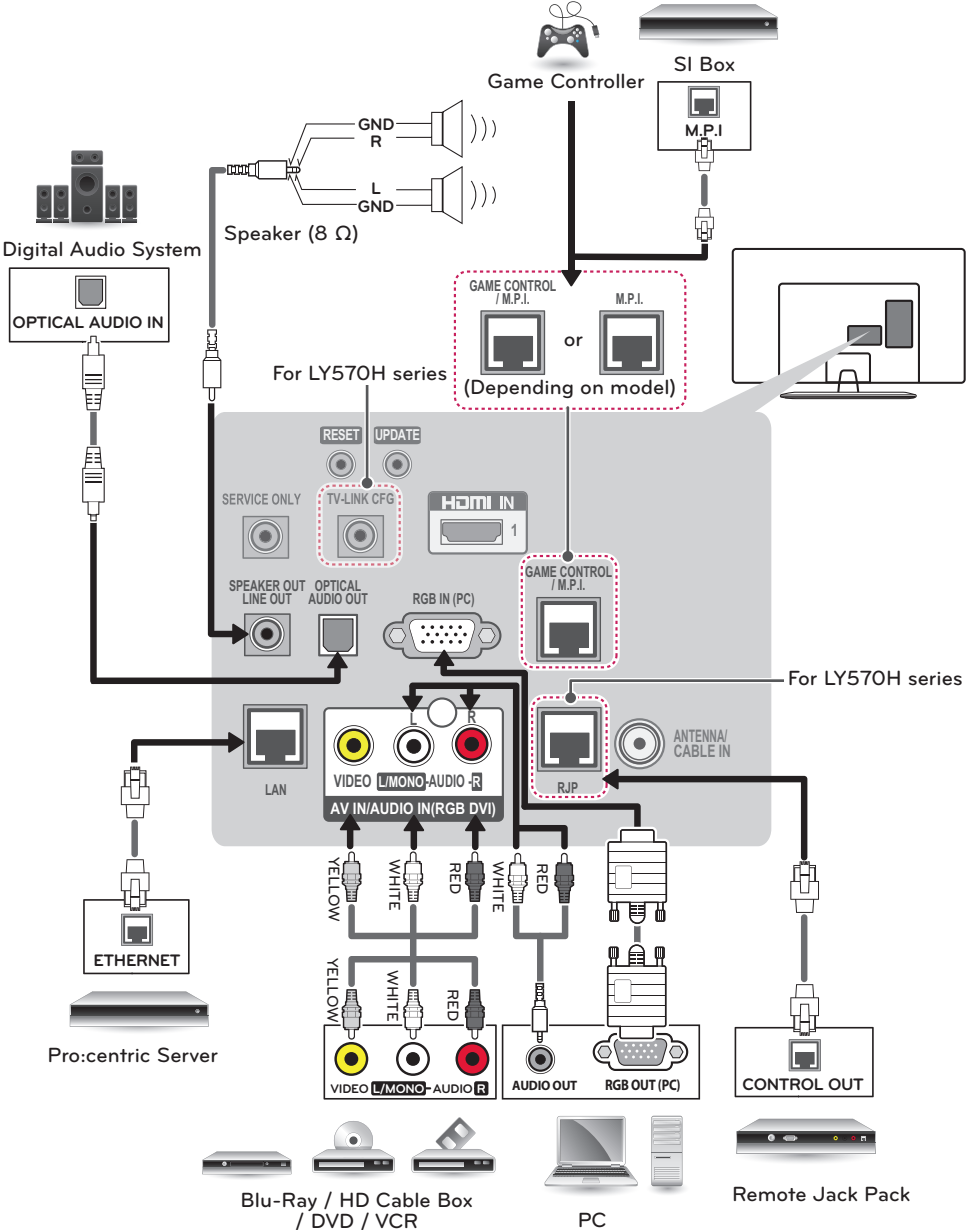 Game Controller
SI Box
M.P.I
GND
R
L
GND
Speaker (8 Ω)
Digital Audio System
OPTICAL AUDIO IN
GAME CONTROL
/ M.P.I.
M.P.I.
or
(Depending on model)
For LY570H series
RESET
UPDATE
SERVICE ONLY
TV-LINK CFG
HDMI IN
1
SPEAKER OUT
LINE OUT
OPTICAL
AUDIO OUT
RGB IN (PC)
GAME CONTROL
/ M.P.I.
For LY570H series
LAN
L
R
VIDEO L/MONO-AUDIO -R
AV IN/AUDIO IN(RGB DVI)
RJP
ANTENNA/
CABLE IN
YELLOW
WHITE
RED
WHITE
RED
ETHERNET
Pro:centric Server
YELLOW
WHITE
RED
VIDEO L/MONO-AUDIO R
AUDIO OUT
RGB OUT (PC)
CONTROL OUT
Blu-Ray / HD Cable Box
/ DVD / VCR
PC
Remote Jack Pack